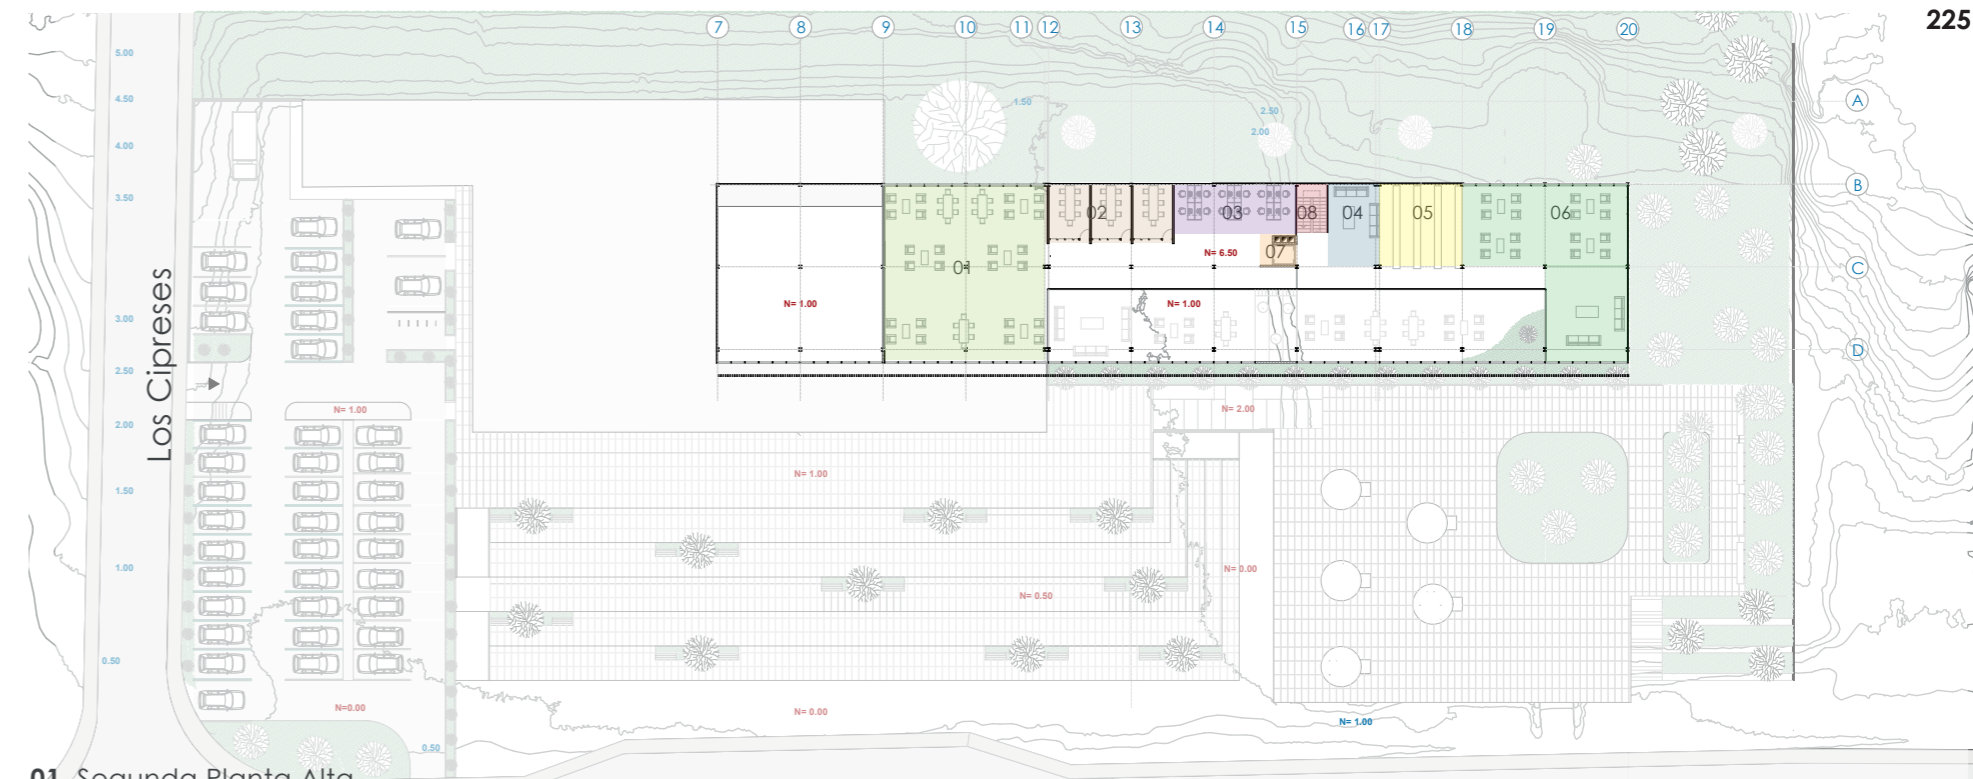 225
7 8 9 10 11 12 13 14 15 16 17 18 19 20
5.00
4.50
A
1.50
2.50
4.00
2.00
3.50
B
02
03
08
04
05
06
07
N= 6.50
01
C
Los Cipreses
N= 1.00
N= 1.00
3.00
D
2.50
N= 1.00
N= 2.00
2.00
N= 1.00
1.50
1.00
N= 0.00
N= 0.50
0.50
N=0.00
N= 0.00
N= 1.00
0.50
01 Segunda Planta Alta